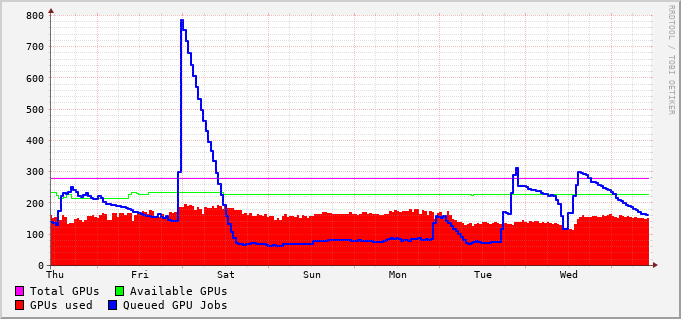 800
700
600
500
400
300
200
100
0
Thu Fri Sat Sun Mon Tue Wed
Total GPUs Available GPUs
GPUs used Queued GPU Jobs
RRDTOOL / TOBI OETIKER